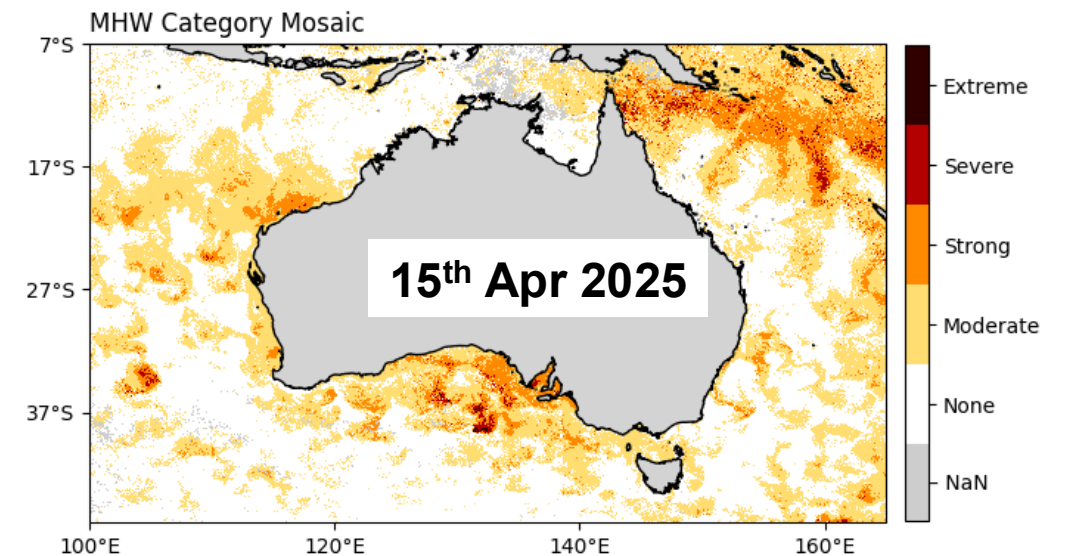 MHW Category Mosaic
7°S
17°S
27°S
37°S
100°E
120°E
140°E
160°E
15th Apr 2025
Extreme
Severe
Strong
Moderate
None
NaN